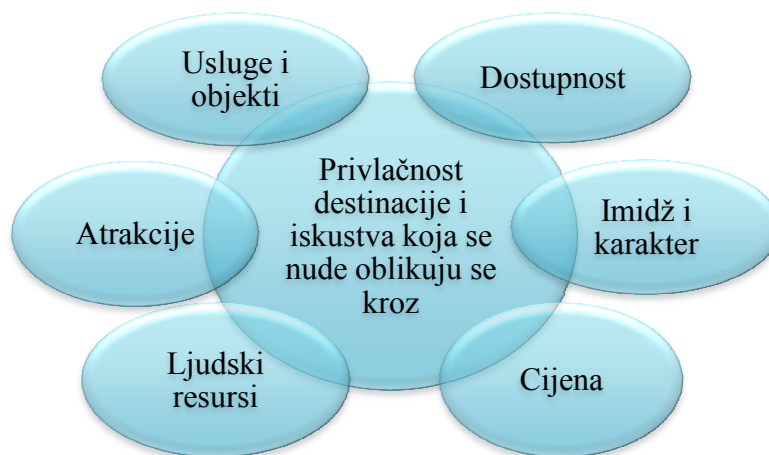 Usluge i
objekti
Dostupnost
Privlačnost
destinacije i
iskustva koja se
nude oblikuju se
kroz
Atrakcije
Imidž i
karakter
Ljudski
resursi
Cijena